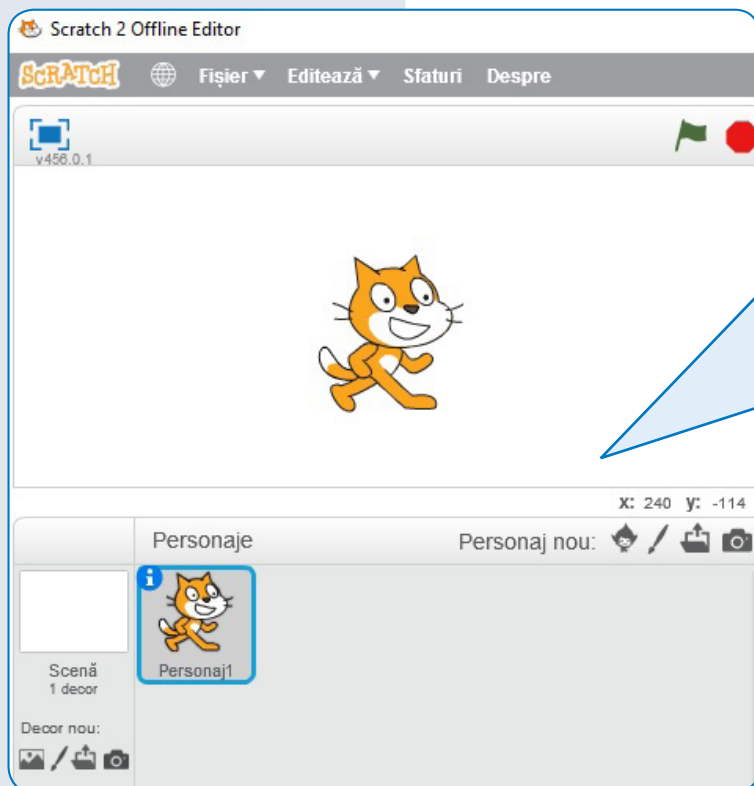 Scratch 2 Offline Editor
SCRATCH Fișier Editează Sfaturi Despre
v456.0.1
x: 240 y: -114
Personaje Personaj nou:
Scenă
1 decor
Personaj1
Decor nou: